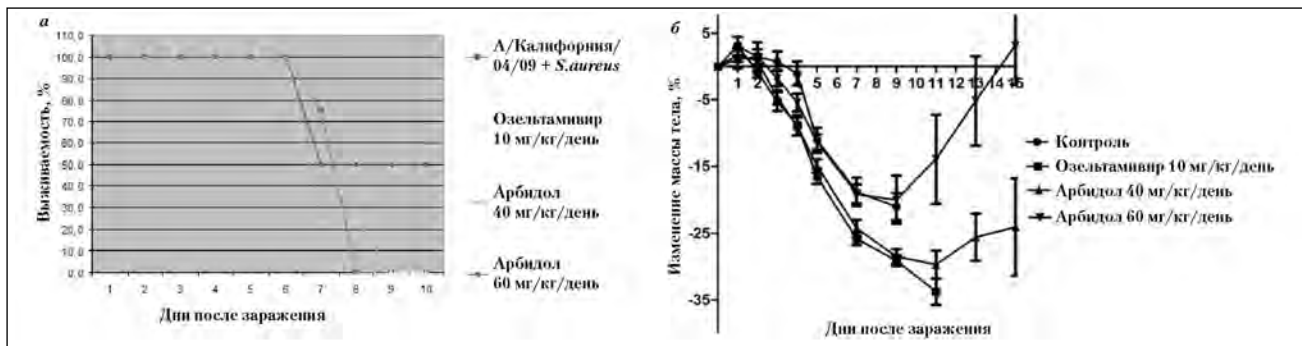 а
Выживаемость, %
110,0
100,0
90,0
80,0
70,0
60,0
50,0
40,0
30,0
20,0
10,0
0,0
1 2 3 4 5 6 7 8 9 10
Дни после заражения
А/Калифорния/
04/09 + S.aureus
Озельтамивир
10 мг/кг/день
Арбидол
40 мг/кг/день
Арбидол
60 мг/кг/день
б
Изменение массы тела, %
5
-5
-15
-25
-35
1 2 3 4 5 6 7 8 9 10 11 12 13 14 15
Дни после заражения
Контроль
Озельтамивир 10 мг/кг/день
Арбидол 40 мг/кг/день
Арбидол 60 мг/кг/день